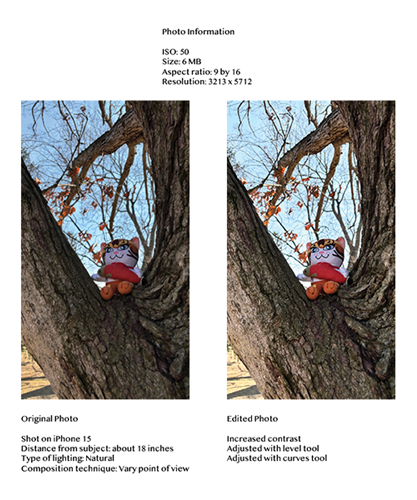 Photo Information
ISO: 50
Size: 6 MB
Aspect ratio: 9 by 16
Resolution: 3213 x 5712
Original Photo
Shot on iPhone 15
Distance from subject: about 18 inches
Type of lighting: Natural
Composition technique: Vary point of view
Edited Photo
Increased contrast
Adjusted with level tool
Adjusted with curves tool